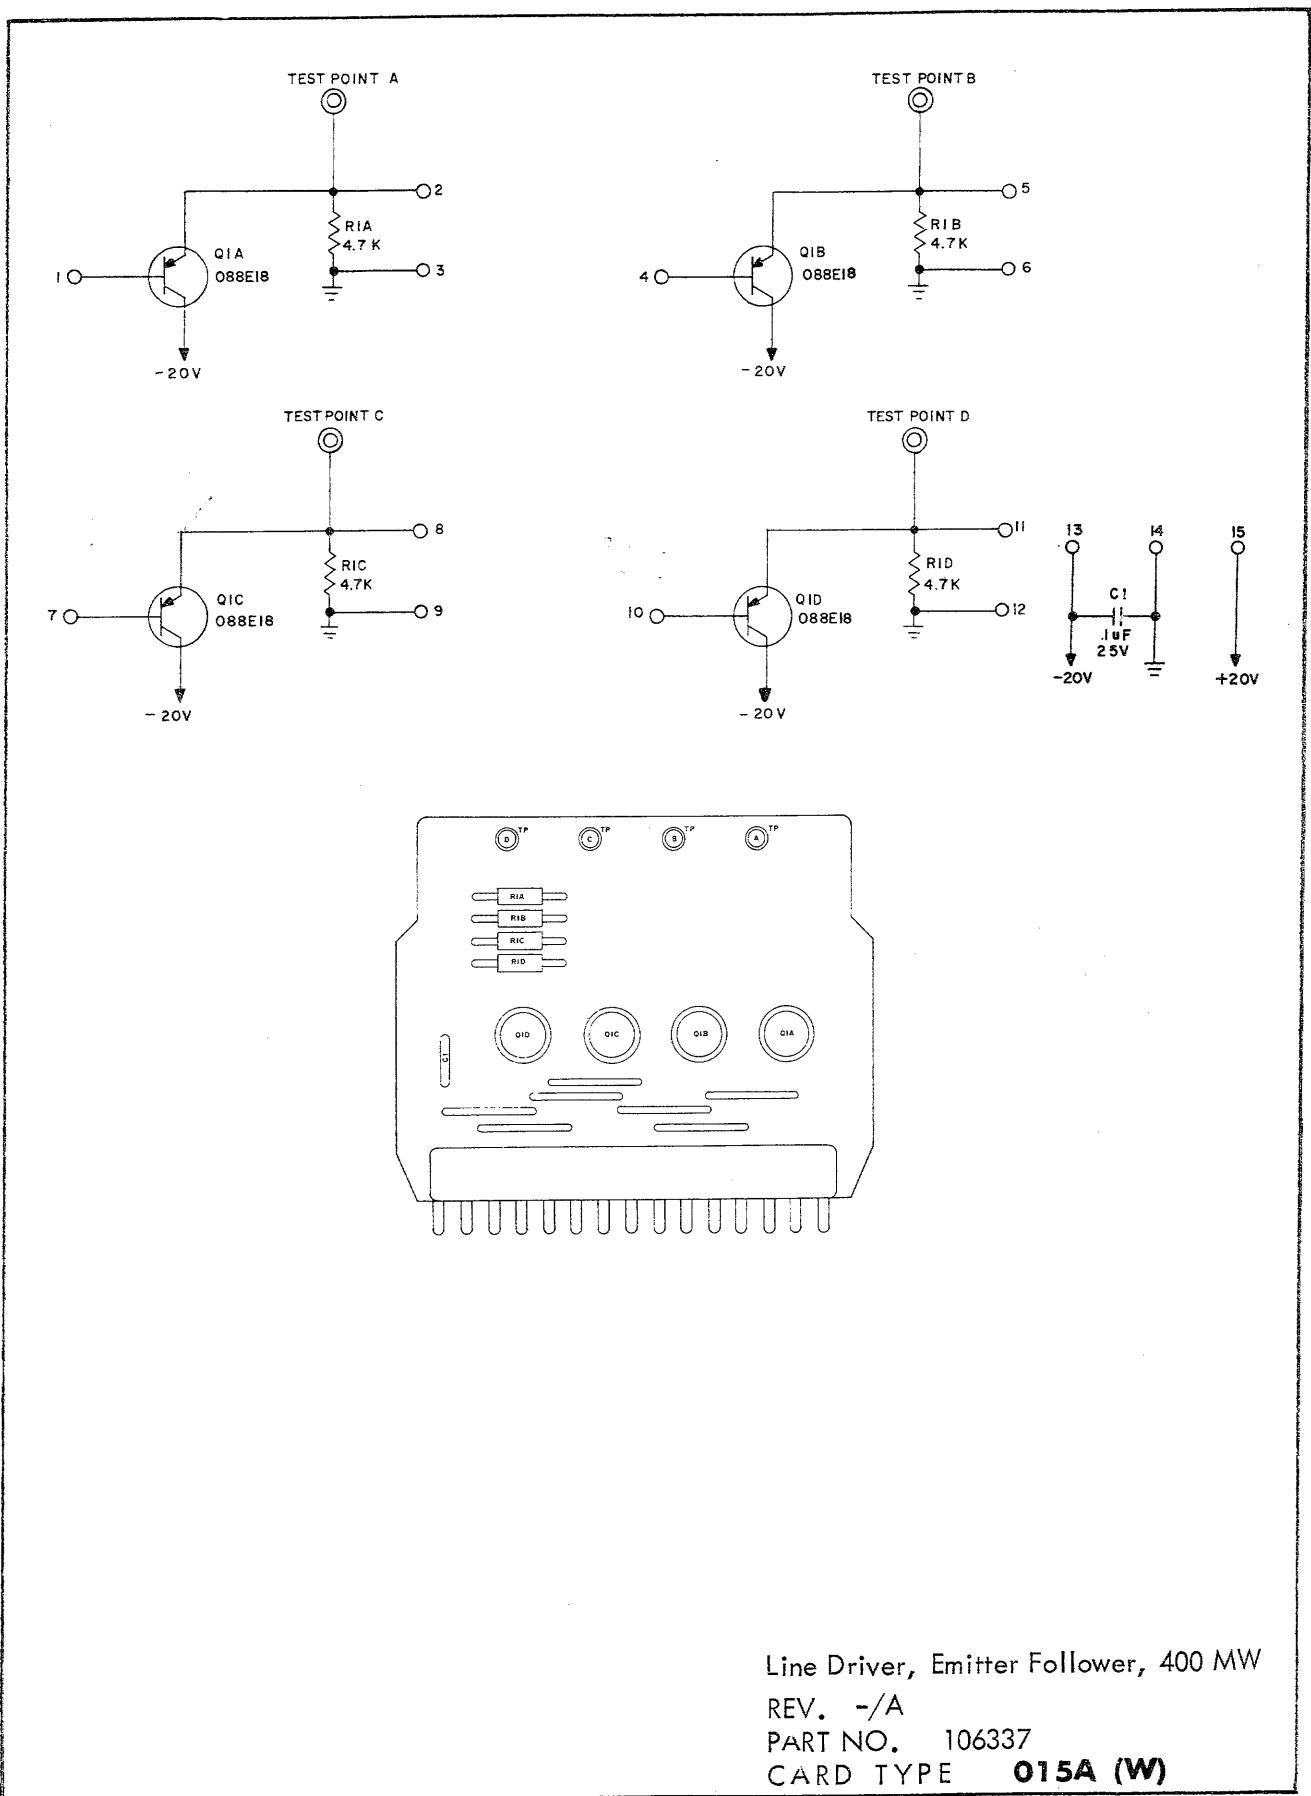 TEST POINT A
2
R1A
4.7K
3
1
Q1A
088E18
-20V
TEST POINT B
5
R1B
4.7K
6
4
Q1B
088E18
-20V
TEST POINT C
8
R1C
4.7K
9
7
Q1C
088E18
-20V
TEST POINT D
11
R1D
4.7K
12
10
Q1D
088E18
-20V
13
14
15
C1
.1uF
25V
-20V
+20V
D TP
C TP
B TP
A TP
R1A
R1B
R1C
R1D
Q1D
Q1C
Q1B
Q1A
C1
Line Driver, Emitter Follower, 400 MW
REV. -/A
PART NO. 106337
CARD TYPE 015A (W)